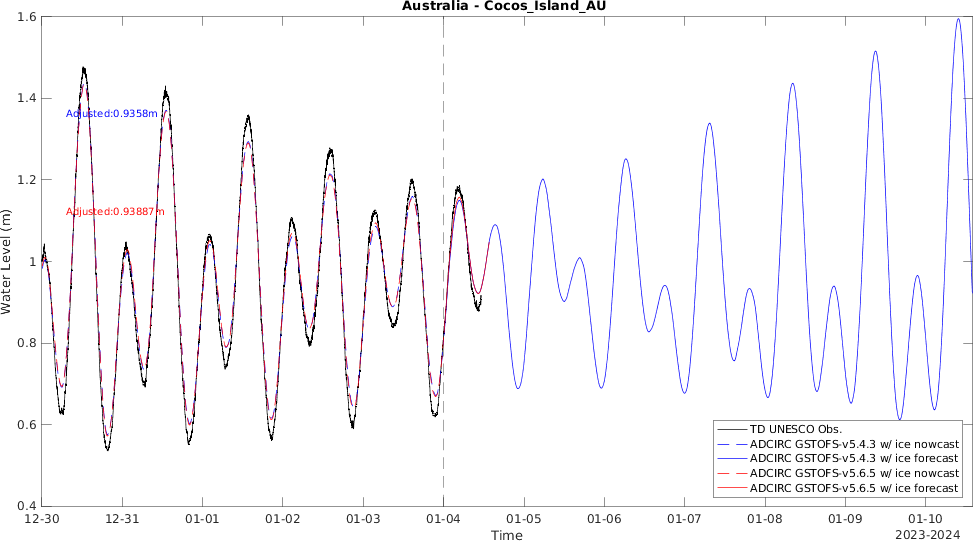 Australia - Cocos_Island_AU
1.6
1.4
1.2
1
0.8
0.6
0.4
Water Level (m)
Adjusted:0.9358m
Adjusted:0.93887m
TD UNESCO Obs.
ADCIRC GSTOFS-v5.4.3 w/ ice nowcast
ADCIRC GSTOFS-v5.4.3 w/ ice forecast
ADCIRC GSTOFS-v5.6.5 w/ ice nowcast
ADCIRC GSTOFS-v5.6.5 w/ ice forecast
12-30 12-31 01-01 01-02 01-03 01-04 01-05 01-06 01-07 01-08 01-09 01-10
Time
2023-2024